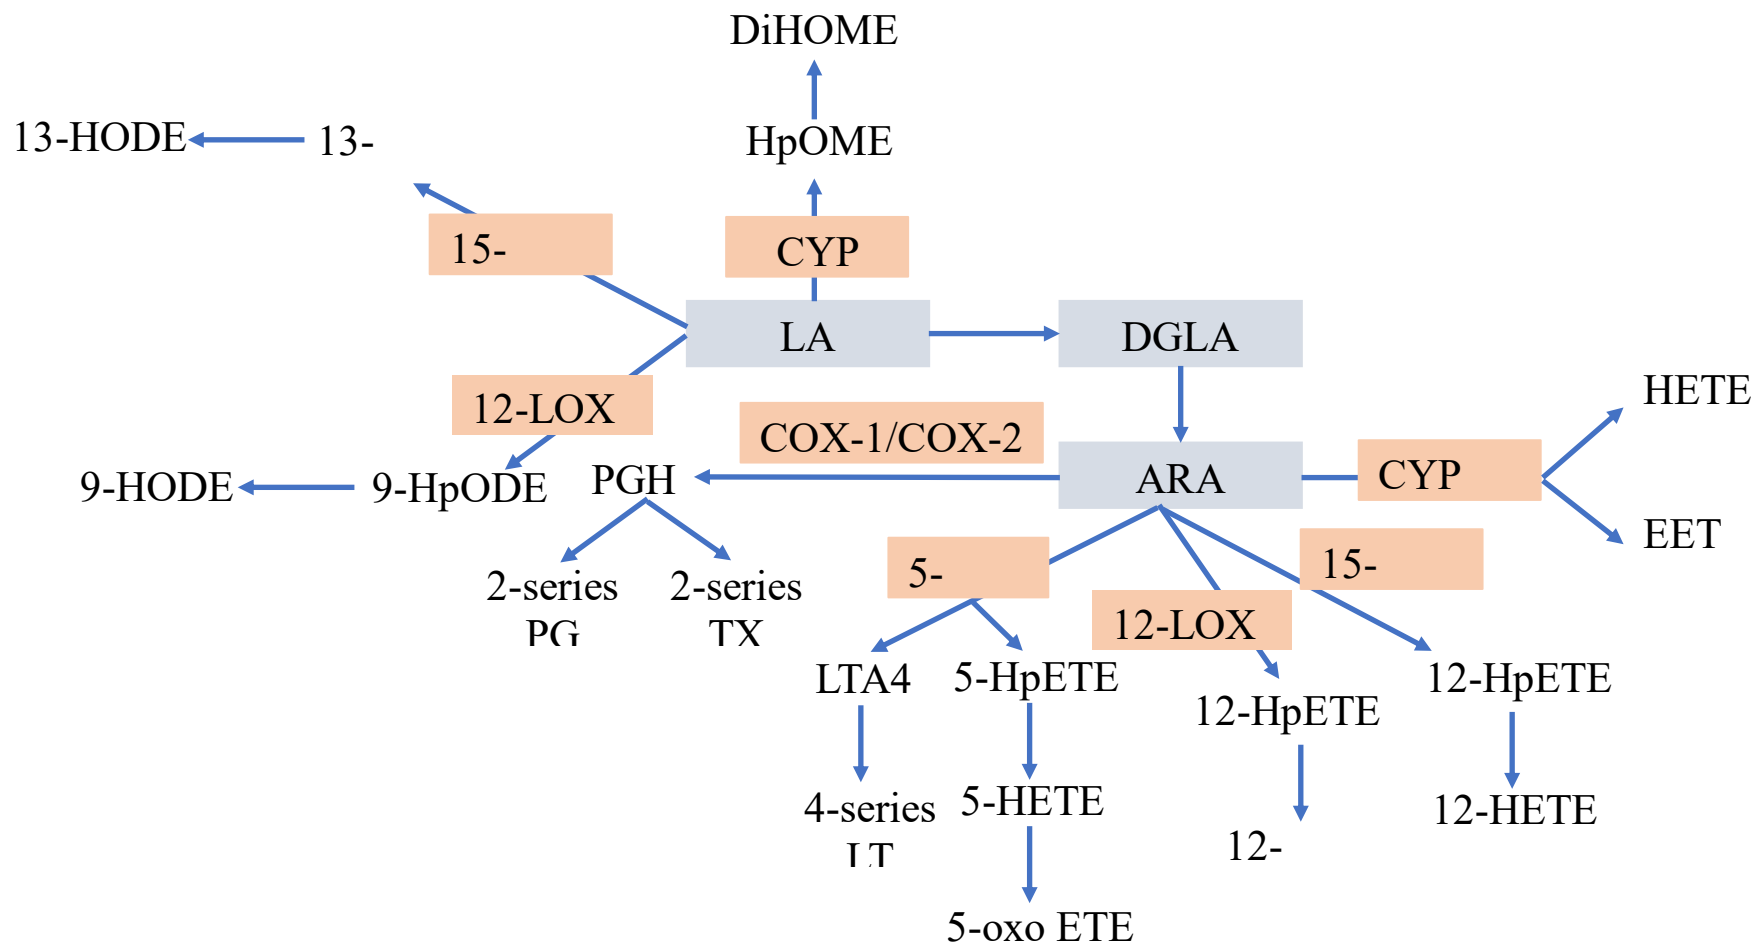 DiHOME
13-HODE
13-
HpOME
15-
CYP
LA
DGLA
HETE
12-LOX
COX-1/COX-2
9-HODE
9-HpODE
PGH
ARA
CYP
EET
2-series
PG
2-series
TX
5-
15-
12-LOX
LTA4
5-HpETE
12-HpETE
12-HpETE
4-series
LT
5-HETE
12-
12-HETE
5-oxo ETE